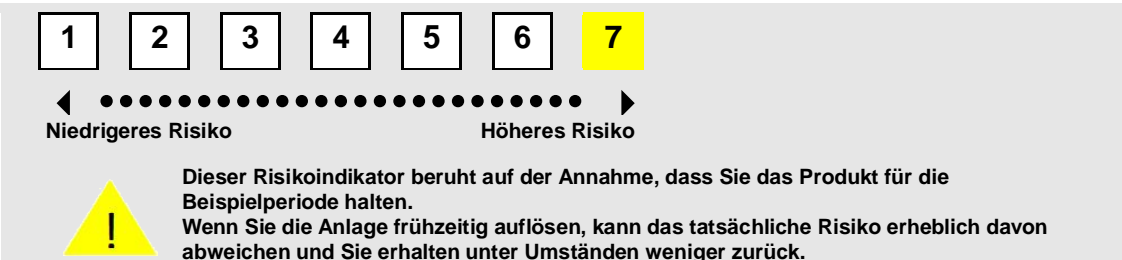 1 2 3 4 5 6 7
Niedrigeres Risiko Höheres Risiko
Dieser Risikoindikator beruht auf der Annahme, dass Sie das Produkt für die
Beispielperiode halten.
Wenn Sie die Anlage frühzeitig auflösen, kann das tatsächliche Risiko erheblich davon
abweichen und Sie erhalten unter Umständen weniger zurück.
!